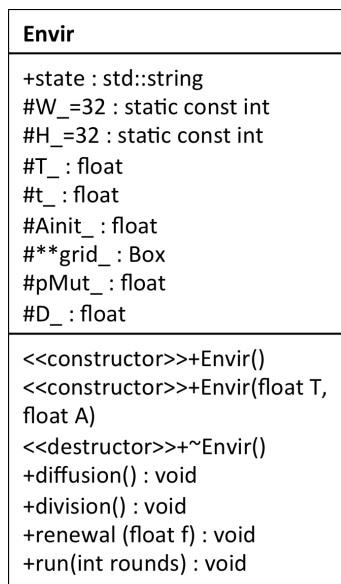 Envir
+state : std::string
#W_=32 : static const int
#H_=32 : static const int
#T_ : float
#t_ : float
#Ainit_ : float
#**grid_ : Box
#pMut_ : float
#D_ : float
<<constructor>>+Envir()
<<constructor>>+Envir(float T,
float A)
<<destructor>>+~Envir()
+diffusion() : void
+division() : void
+renewal (float f) : void
+run(int rounds) : void